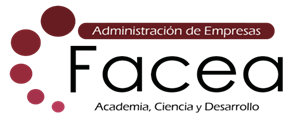 Administración de Empresas
Facea
Academia, Ciencia y Desarrollo